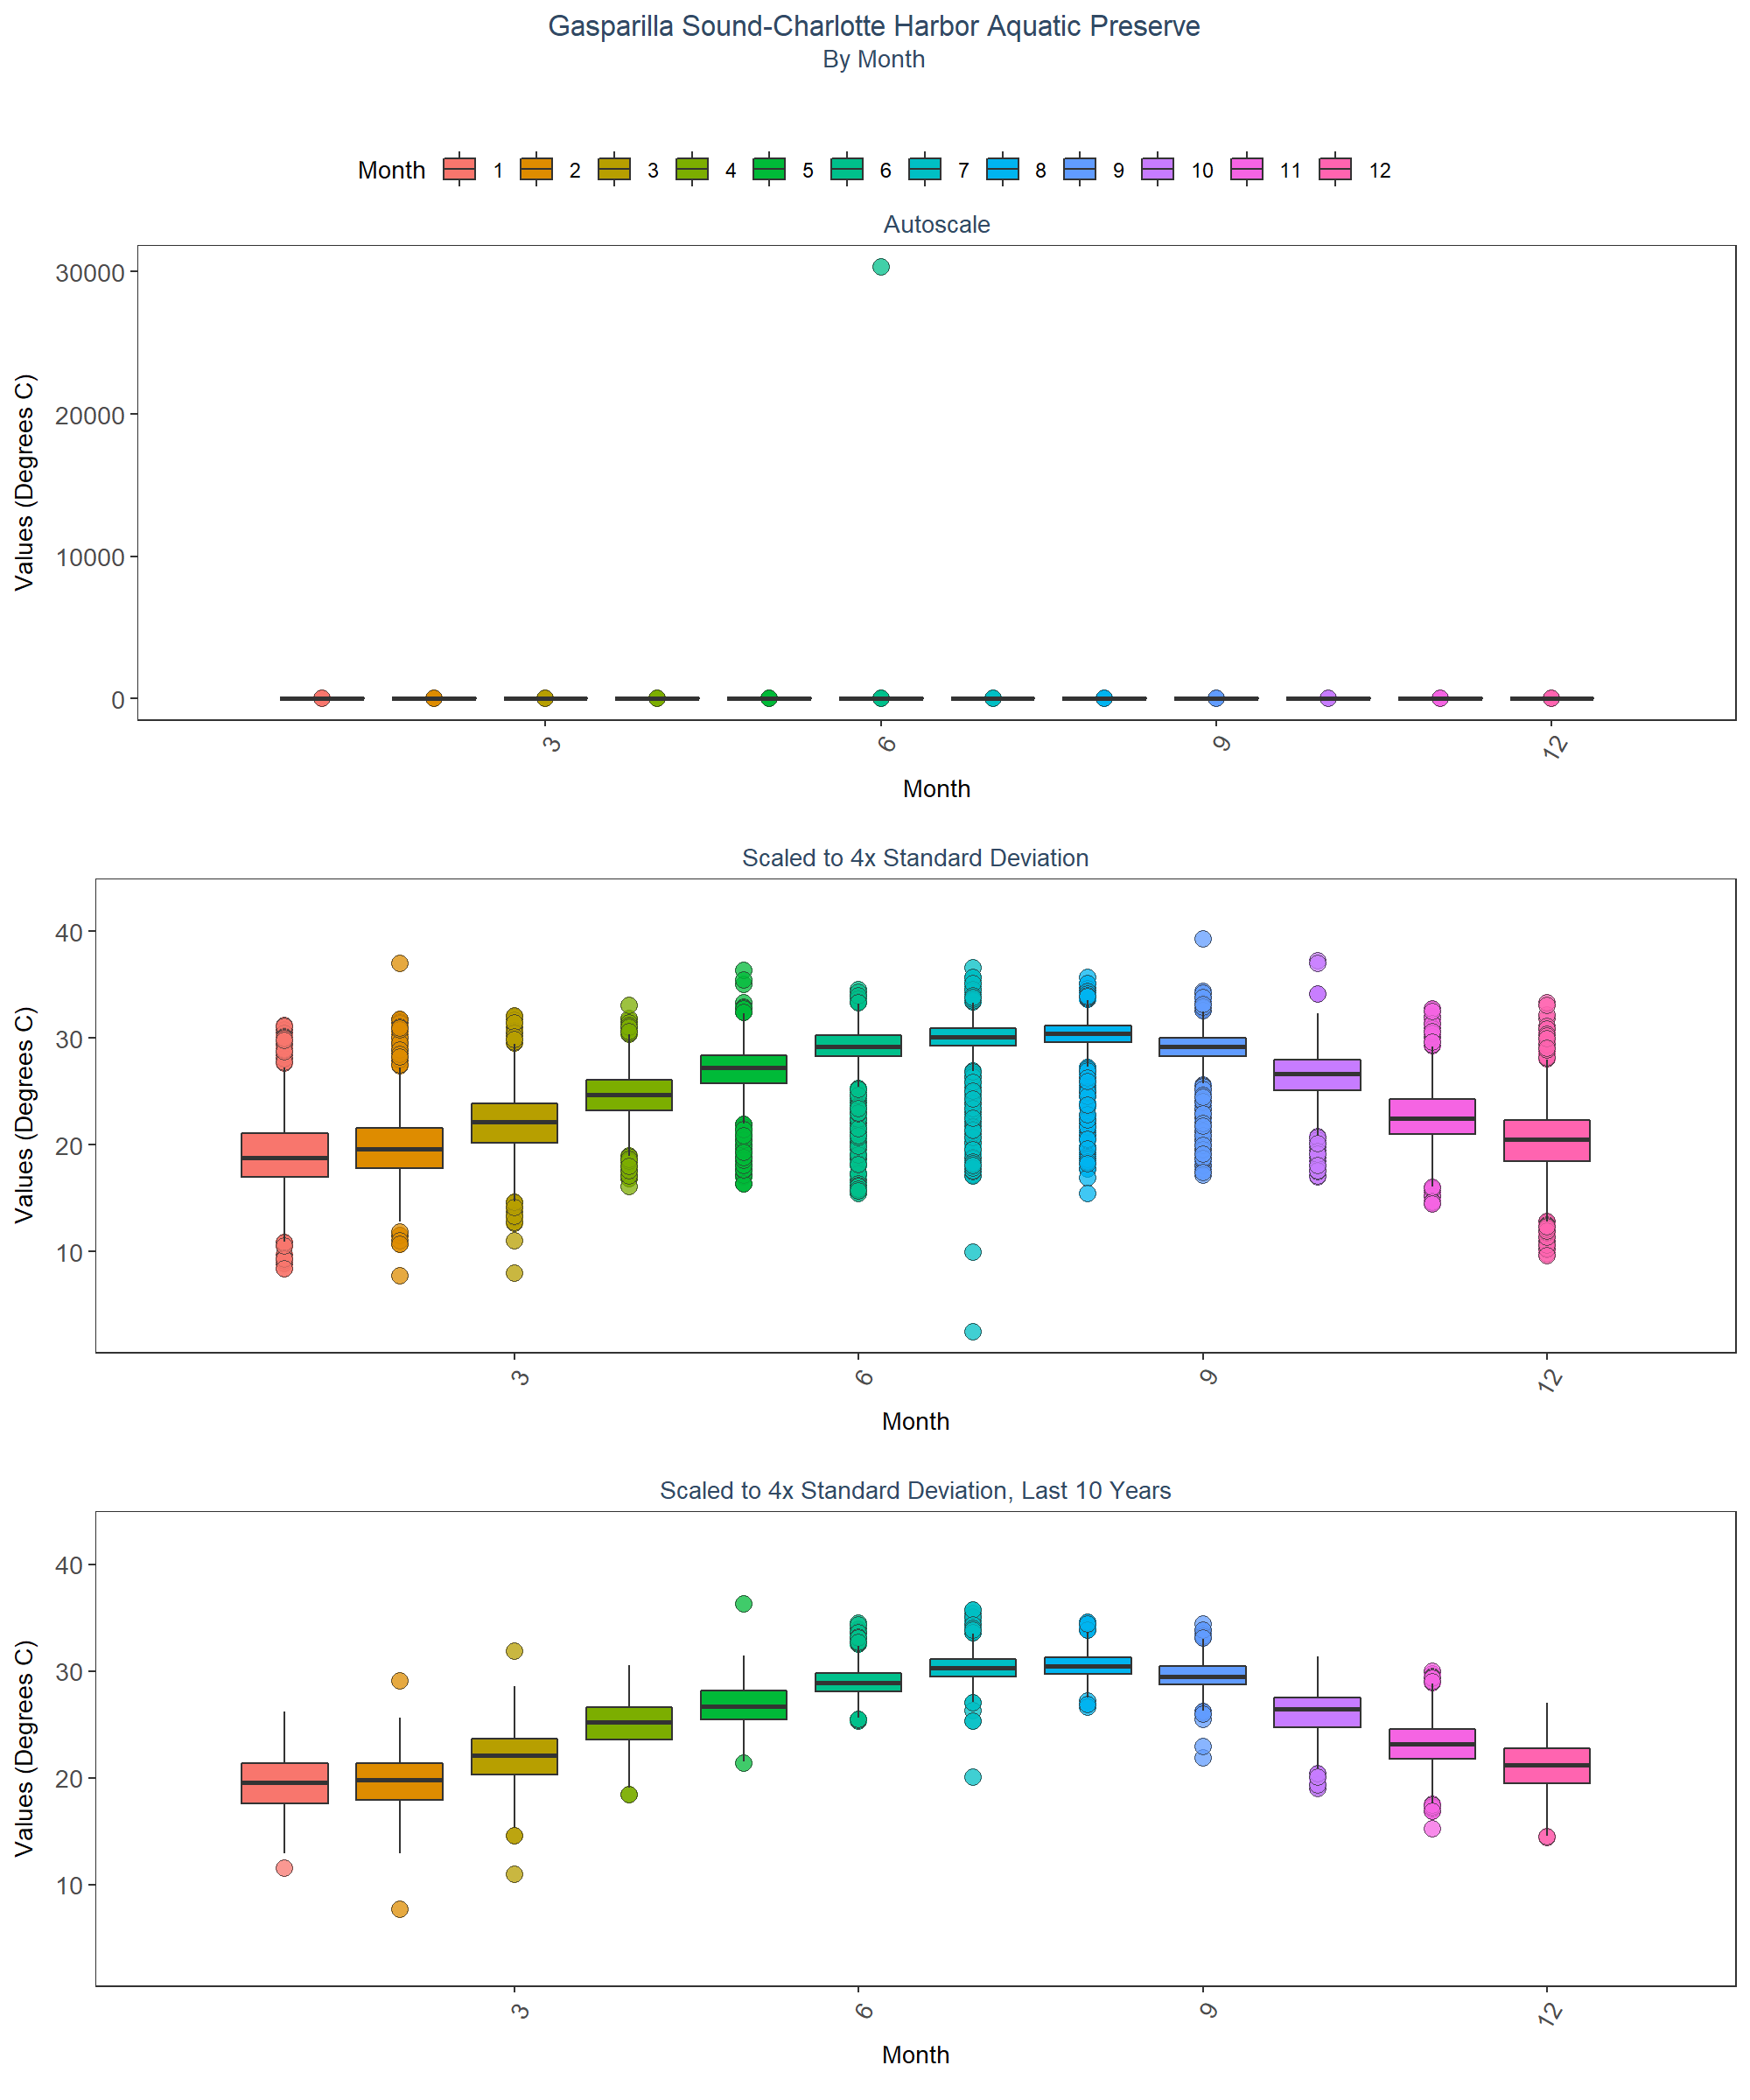 Gasparilla Sound-Charlotte Harbor Aquatic Preserve
By Month
Month 1 2 3 4 5 6 7 8 9 10 11 12
Autoscale
Values (Degrees C)
30000
20000
10000
0
3 6 9 12
Month
Scaled to 4x Standard Deviation
Values (Degrees C)
40
30
20
10
3 6 9 12
Month
Scaled to 4x Standard Deviation, Last 10 Years
Values (Degrees C)
40
30
20
10
3 6 9 12
Month